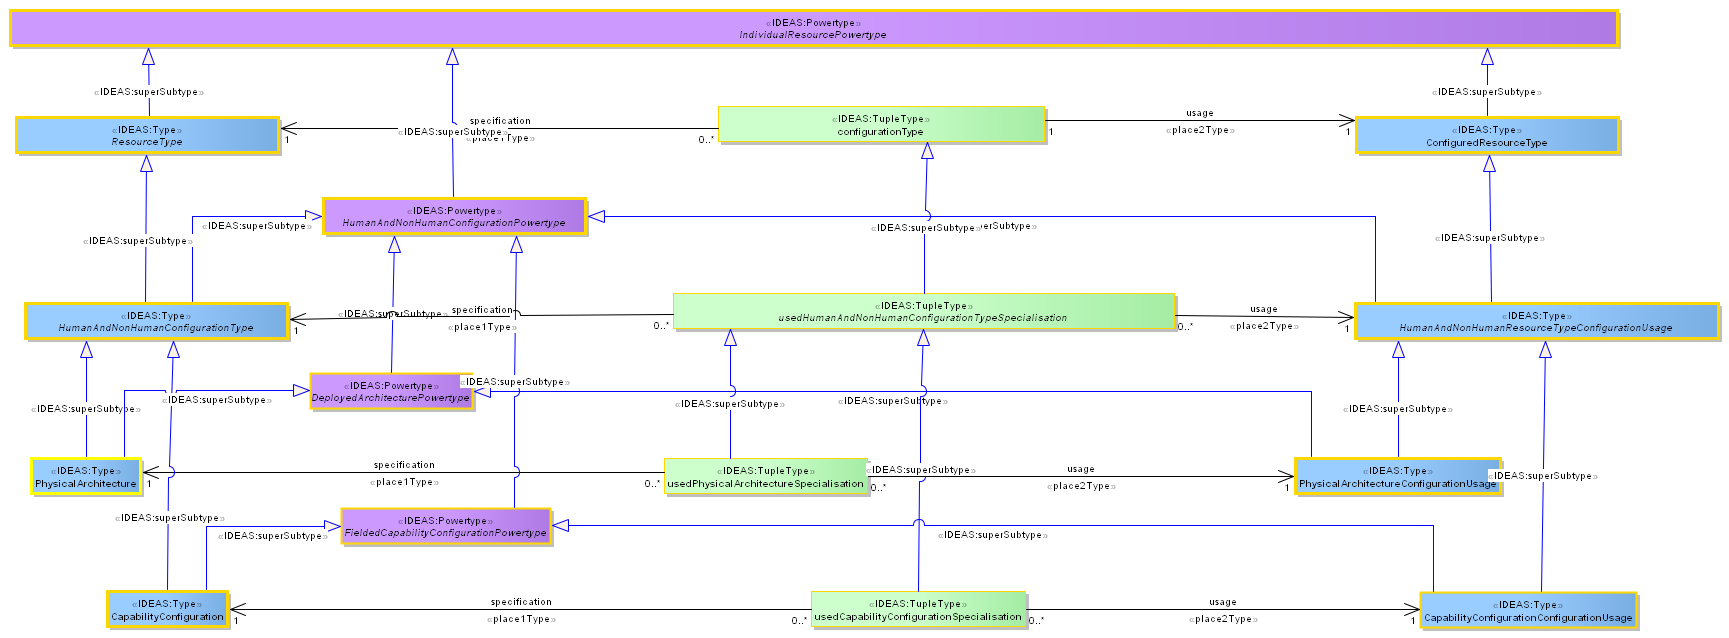 «IDEAS:Powertype»
IndividualResourcePowertype
«IDEAS:superSubtype»
«IDEAS:superSubtype»
«IDEAS:Type»
ResourceType
1
specification
«IDEAS:superSubtype»
«place1Type»
0..*
«IDEAS:TupleType»
configurationType
1
usage
«place2Type»
1
«IDEAS:Type»
ConfiguredResourceType
«IDEAS:Powertype»
HumanAndNonHumanConfigurationPowertype
«IDEAS:superSubtype»
«IDEAS:superSubtype»
«IDEAS:superSubtype»
«IDEAS:superSubtype»
«IDEAS:superSubtype»
«IDEAS:Type»
HumanAndNonHumanConfigurationType
1
«IDEAS:superSubtype»
specification
«place1Type»
0..*
«IDEAS:TupleType»
usedHumanAndNonHumanConfigurationTypeSpecialisation
0..*
usage
«place2Type»
1
«IDEAS:Type»
HumanAndNonHumanResourceTypeConfigurationUsage
«IDEAS:Powertype»
DeployedArchitecturePowertype
«IDEAS:superSubtype»
«IDEAS:superSubtype»
«IDEAS:superSubtype»
«IDEAS:superSubtype»
«IDEAS:superSubtype»
«IDEAS:superSubtype»
«IDEAS:Type»
PhysicalArchitecture
1
specification
«place1Type»
0..*
«IDEAS:TupleType»
usedPhysicalArchitectureSpecialisation
0..*
«IDEAS:superSubtype»
usage
«place2Type»
1
«IDEAS:Type»
PhysicalArchitectureConfigurationUsage
«IDEAS:superSubtype»
«IDEAS:superSubtype»
«IDEAS:Powertype»
FieldedCapabilityConfigurationPowertype
«IDEAS:superSubtype»
«IDEAS:superSubtype»
«IDEAS:Type»
CapabilityConfiguration
1
specification
«place1Type»
0..*
«IDEAS:TupleType»
usedCapabilityConfigurationSpecialisation
0..*
usage
«place2Type»
1
«IDEAS:Type»
CapabilityConfigurationConfigurationUsage